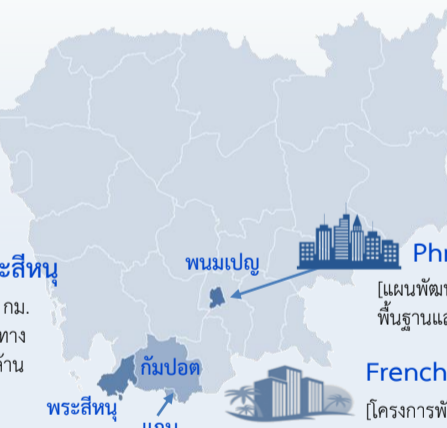 ะสีหนุ
กม.
ทาง
ด้าน
พนมเปญ
[แผนพัฒ
พื้นฐานแล
กัมปอต
พระสีหนุ
French
[โครงการพั